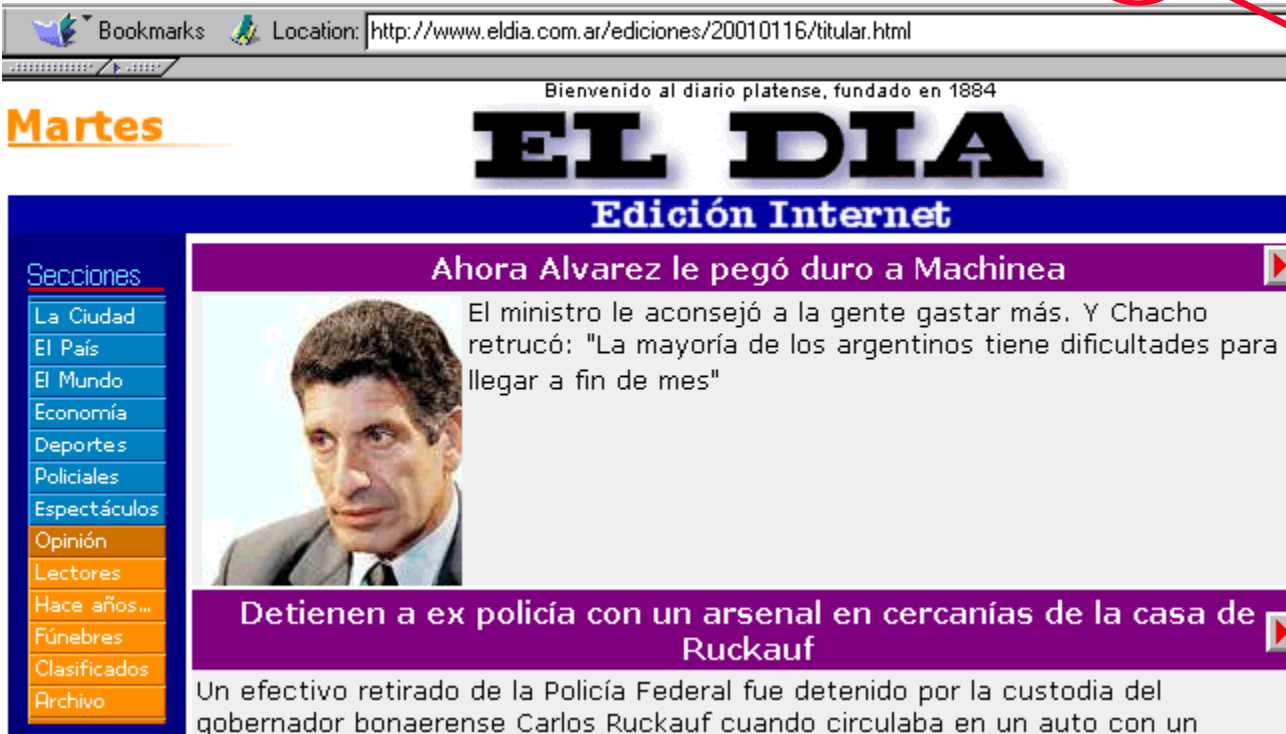 Bookmarks Location: http://www.eldia.com.ar/ediciones/20010116/titular.html
Bienvenido al diario platense, fundado en 1884
Martes
EL DIA
Edición Internet
Secciones
La Ciudad
El País
El Mundo
Economía
Deportes
Policiales
Espectáculos
Opinión
Lectores
Hace años...
Fúnebres
Clasificados
Archivo
Ahora Alvarez le pegó duro a Machinea
El ministro le aconsejó a la gente gastar más. Y Chacho
retrucó: "La mayoría de los argentinos tiene dificultades para
llegar a fin de mes"
Detienen a ex policía con un arsenal en cercanías de la casa de
Ruckauf
Un efectivo retirado de la Policía Federal fue detenido por la custodia del
gobernador bonaerense Carlos Ruckauf cuando circulaba en un auto con un